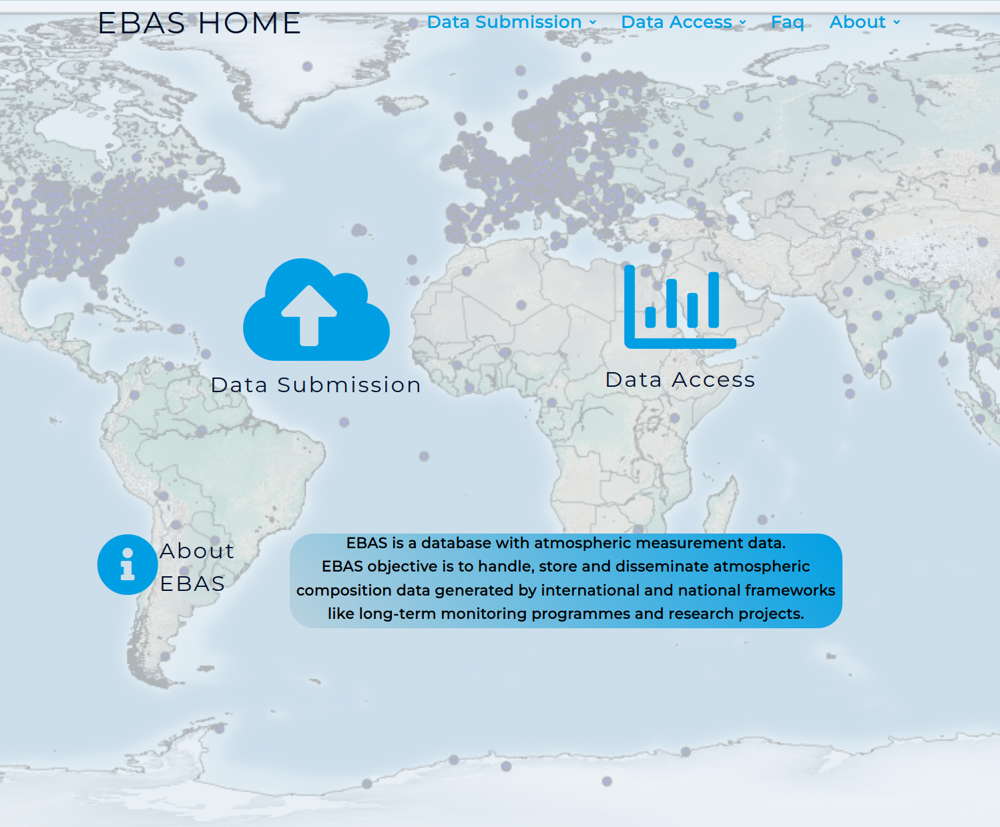 EBAS HOME
Data Submission
Data Access
Faq
About
Data Submission
Data Access
About
EBAS
EBAS is a database with atmospheric measurement data.
EBAS objective is to handle, store and disseminate atmospheric
composition data generated by international and national frameworks
like long-term monitoring programmes and research projects.